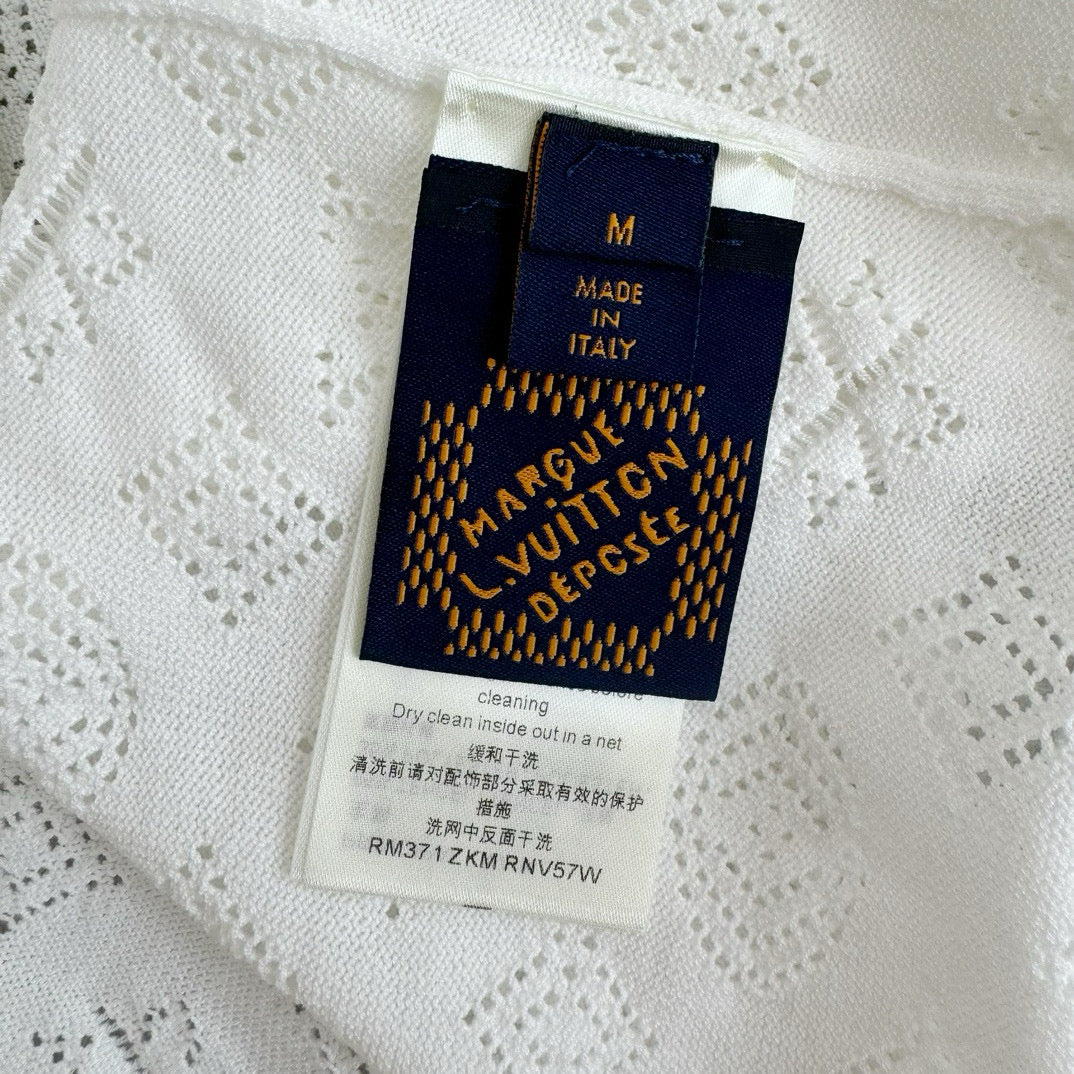 M
MADE
IN
ITALY
MARQUE
L.VUITTON
DÉPOSÉE
before
cleaning
Dry clean inside out in a net
缓和干洗
清洗前请对配饰部分采取有效的保护
措施
洗网中反面干洗
RM371 ZKM RNV57W